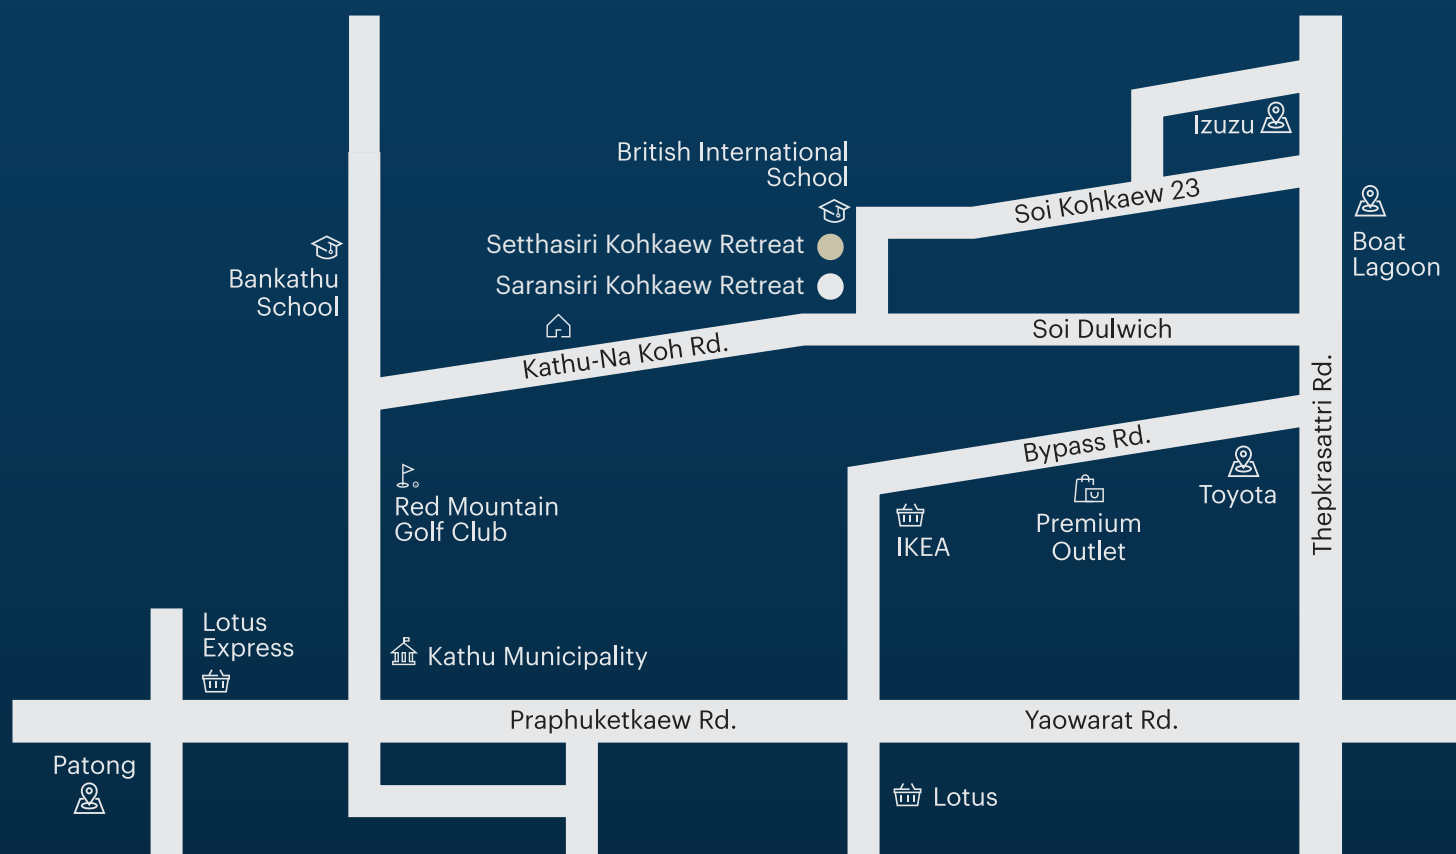 Izuzu
British International
School
Soi Kohkaew 23
Setthasiri Kohkaew Retreat
Boat
Lagoon
Bankathu
School
Saransiri Kohkaew Retreat
Kathu-Na Koh Rd.
Soi Dulwich
Thepkrasattri Rd.
Bypass Rd.
Red Mountain
Golf Club
Toyota
IKEA
Premium
Outlet
Lotus
Express
Kathu Municipality
Praphuketkaew Rd.
Yaowarat Rd.
Patong
Lotus